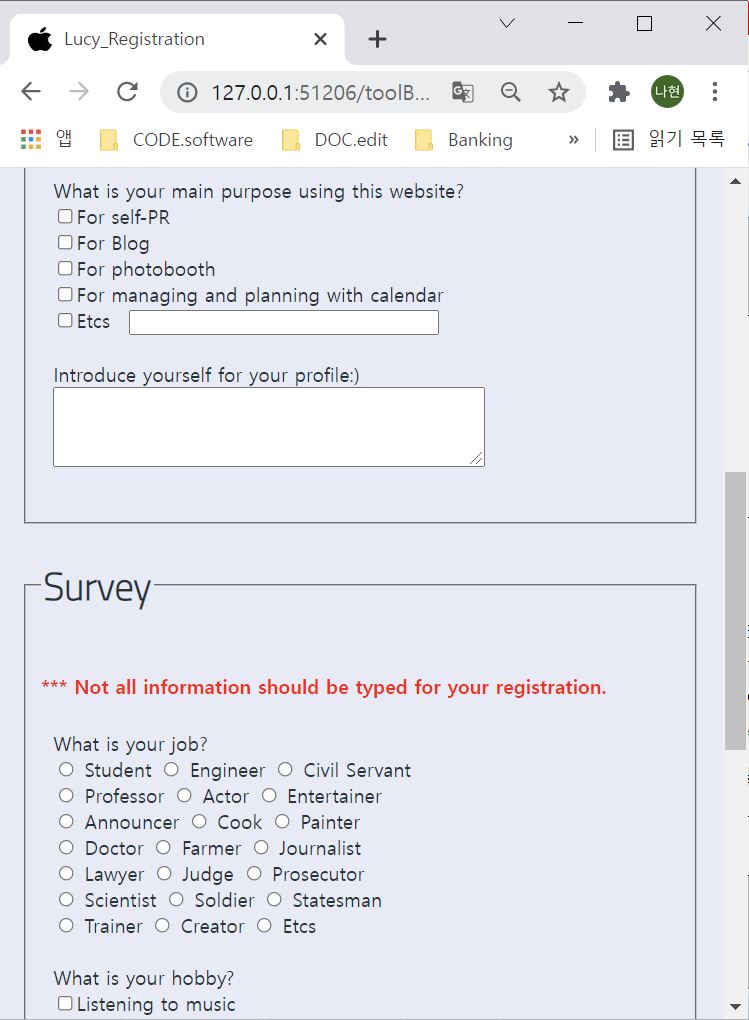 Lucy_Registration
127.0.0.1:51206/toolB...
나현
앱 CODE.software DOC.edit Banking » 읽기 목록
What is your main purpose using this website?
For self-PR
For Blog
For photobooth
For managing and planning with calendar
Etcs
Introduce yourself for your profile:)
Survey
*** Not all information should be typed for your registration.
What is your job?
Student Engineer Civil Servant
Professor Actor Entertainer
Announcer Cook Painter
Doctor Farmer Journalist
Lawyer Judge Prosecutor
Scientist Soldier Statesman
Trainer Creator Etcs
What is your hobby?
Listening to music